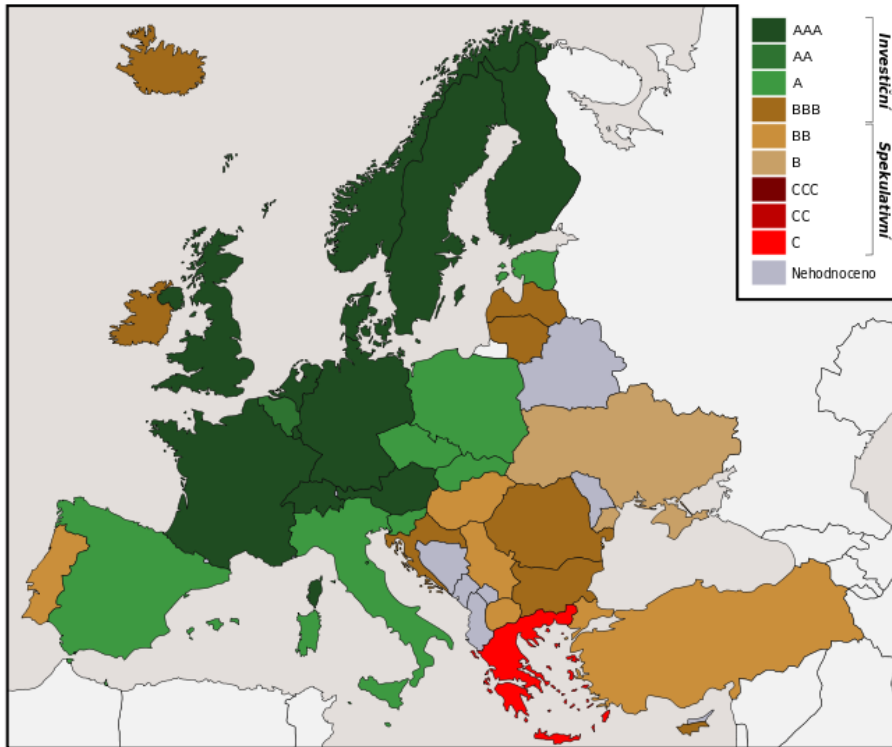 AAA
AA
A
BBB
BB
B
CCC
CC
C
Nehodnoceno
Investiční
Spekulativní